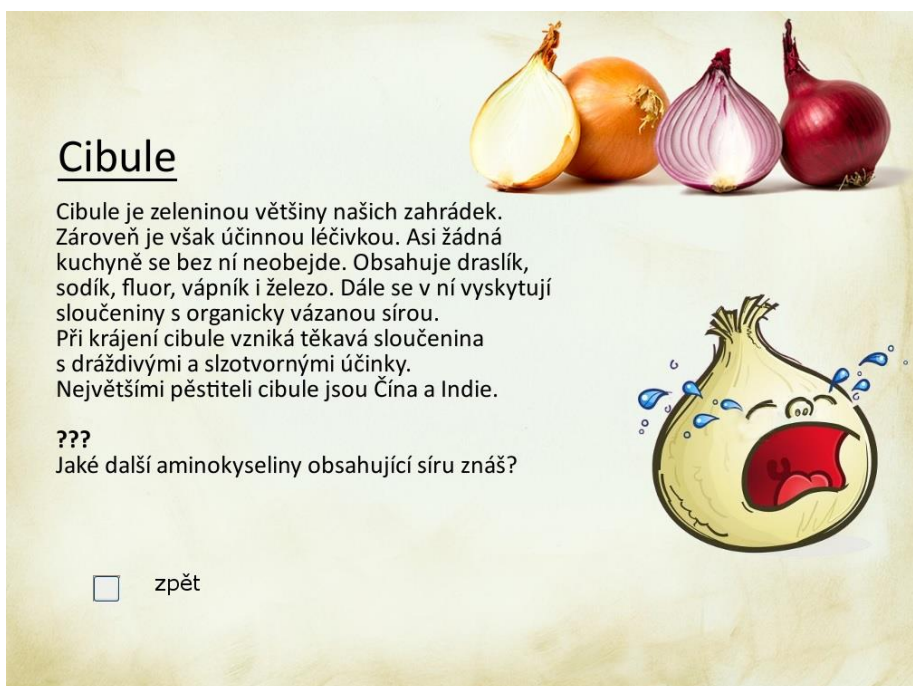 Cibule
Cibule je zeleninou většiny našich zahrádek.
Zároveň je však účinnou léčivkou. Asi žádná
kuchyně se bez ní neobejde. Obsahuje draslík,
sodík, fluor, vápník i železo. Dále se v ní vyskytují
sloučeniny s organicky vázanou sírou.
Při krájení cibule vzniká těkavá sloučenina
s dráždivými a slzotvornými účinky.
Největšími pěstiteli cibule jsou Čína a Indie.
???
Jaké další aminokyseliny obsahující síru znáš?
zpět